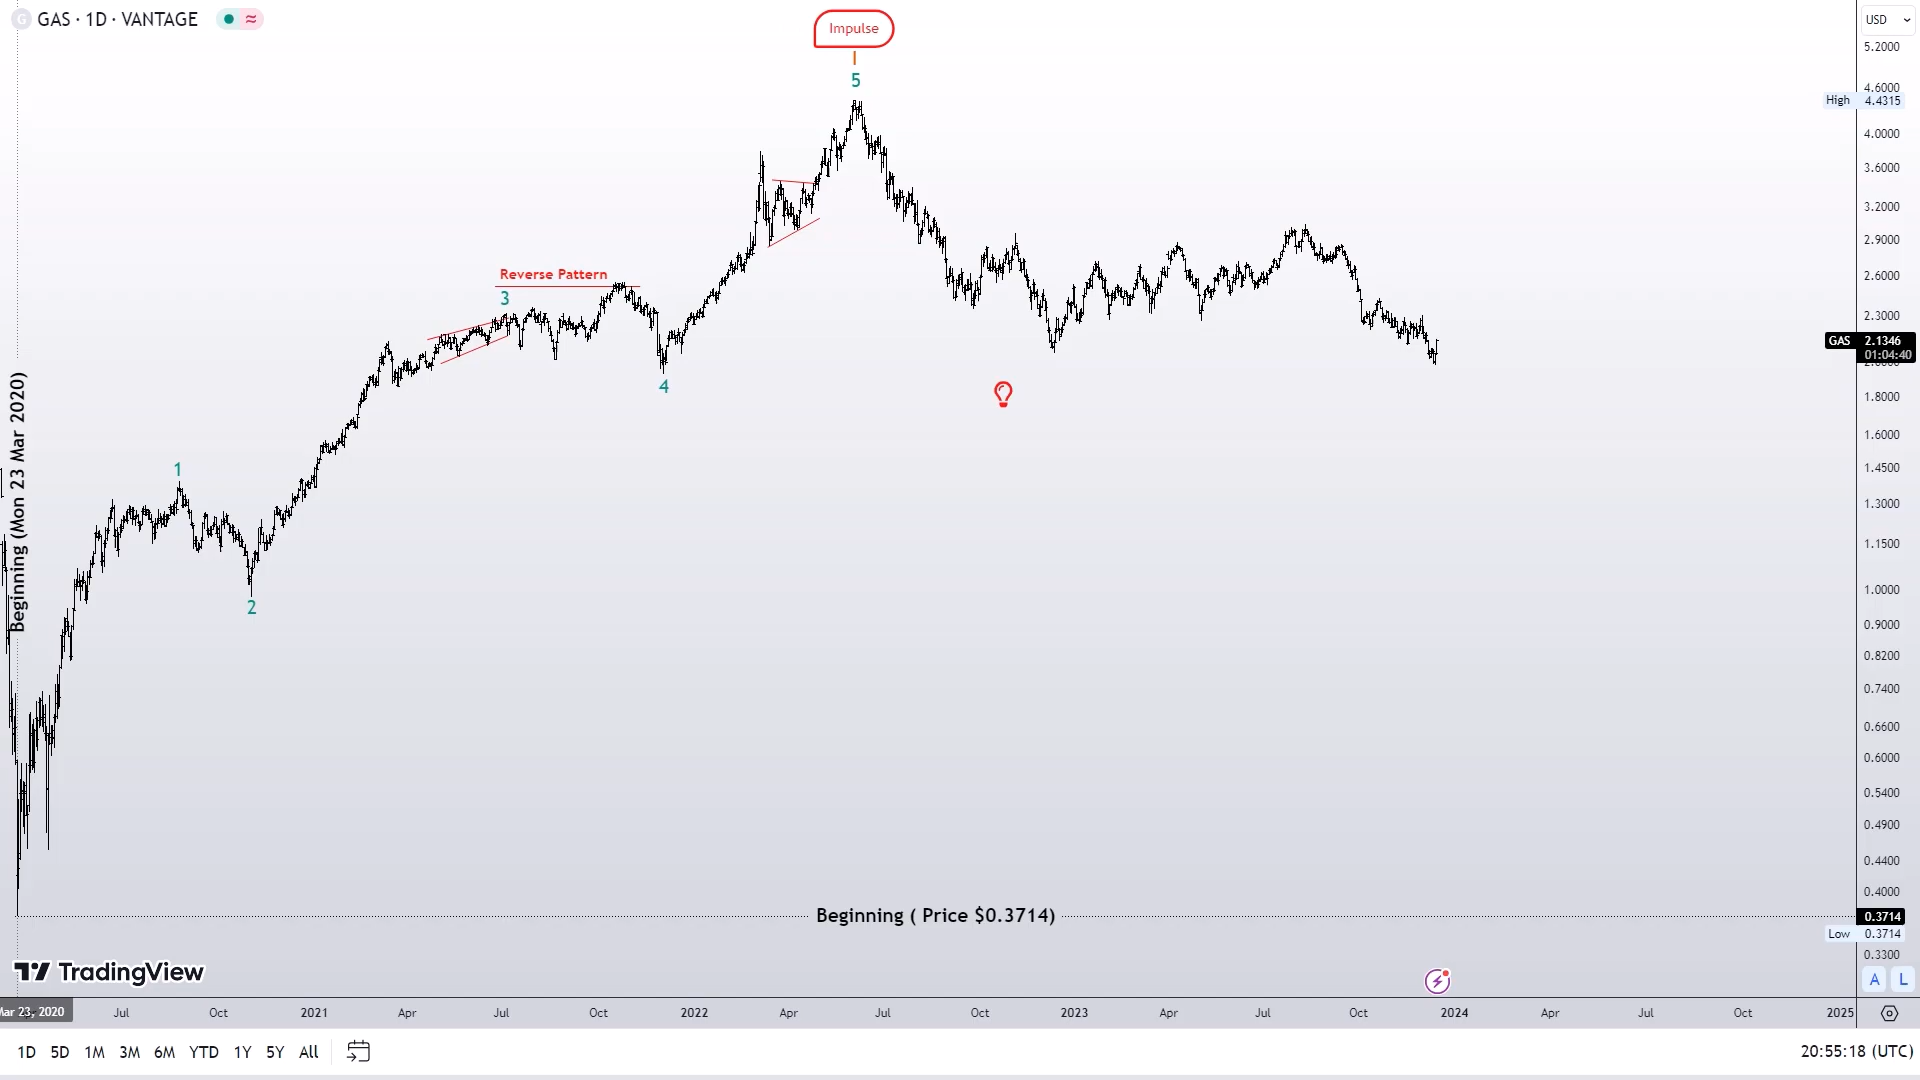 G GAS · 1D · VANTAGE
USD
Impulse
I
5
5.2000
4.6000
High 4.4315
4.0000
3.6000
3.2000
2.9000
Reverse Pattern
2.6000
3
2.3000
GAS 2.1346
01:04:40
4
1.8000
1.6000
1
1.4500
1.3000
1.1500
1.0000
2
0.9000
0.8200
0.7400
0.6600
0.6000
0.5400
0.4900
0.4400
0.4000
Beginning (Mon 23 Mar 2020)
Beginning ( Price $0.3714)
0.3714
Low 0.3714
0.3300
TradingView
A L
Mar 23, 2020 Jul Oct 2021 Apr Jul Oct 2022 Apr Jul Oct 2023 Apr Jul Oct 2024 Apr Jul Oct 2025
1D 5D 1M 3M 6M YTD 1Y 5Y All
20:55:18 (UTC)